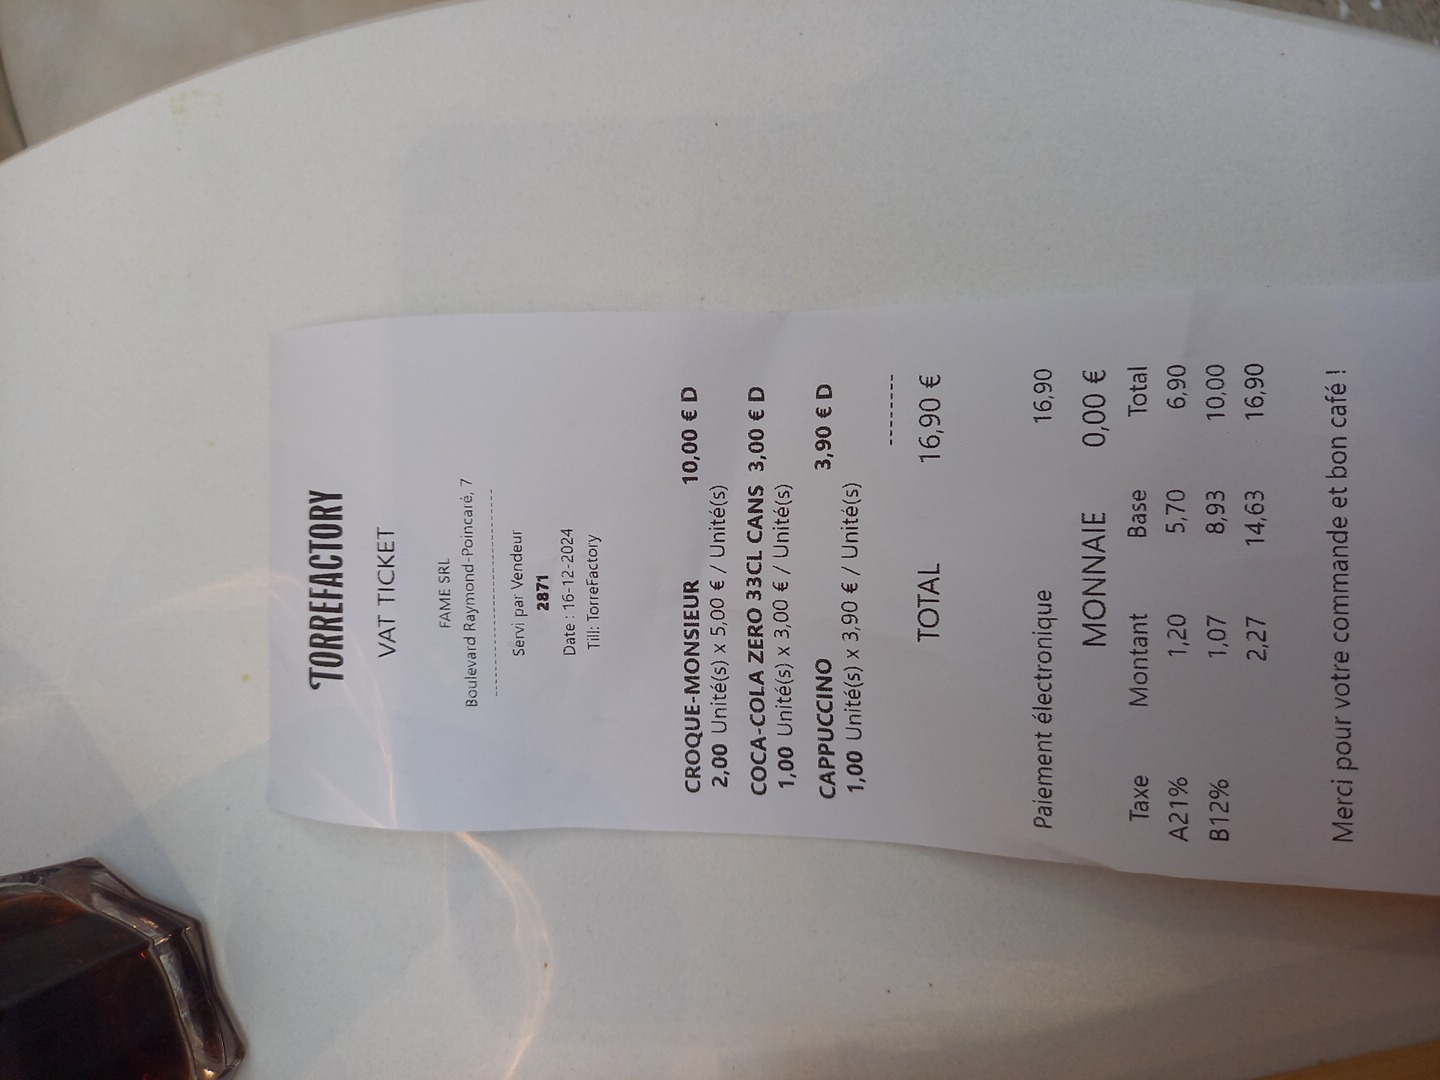 TORREFACTORY
VAT TICKET
FAME SRL
Boulevard Raymond-Poincaré, 7
--------------------------------
Servi par Vendeur
2871
Date : 16-12-2024
Till: TorreFactory
CROQUE-MONSIEUR 10,00 € D
2,00 Unité(s) x 5,00 € / Unité(s)
COCA-COLA ZERO 33CL CANS 3,00 € D
1,00 Unité(s) x 3,00 € / Unité(s)
CAPPUCCINO 3,90 € D
1,00 Unité(s) x 3,90 € / Unité(s)
--------
TOTAL 16,90 €
Paiement électronique 16,90
MONNAIE 0,00 €
Taxe Montant Base Total
A21% 1,20 5,70 6,90
B12% 1,07 8,93 10,00
2,27 14,63 16,90
Merci pour votre commande et bon café !